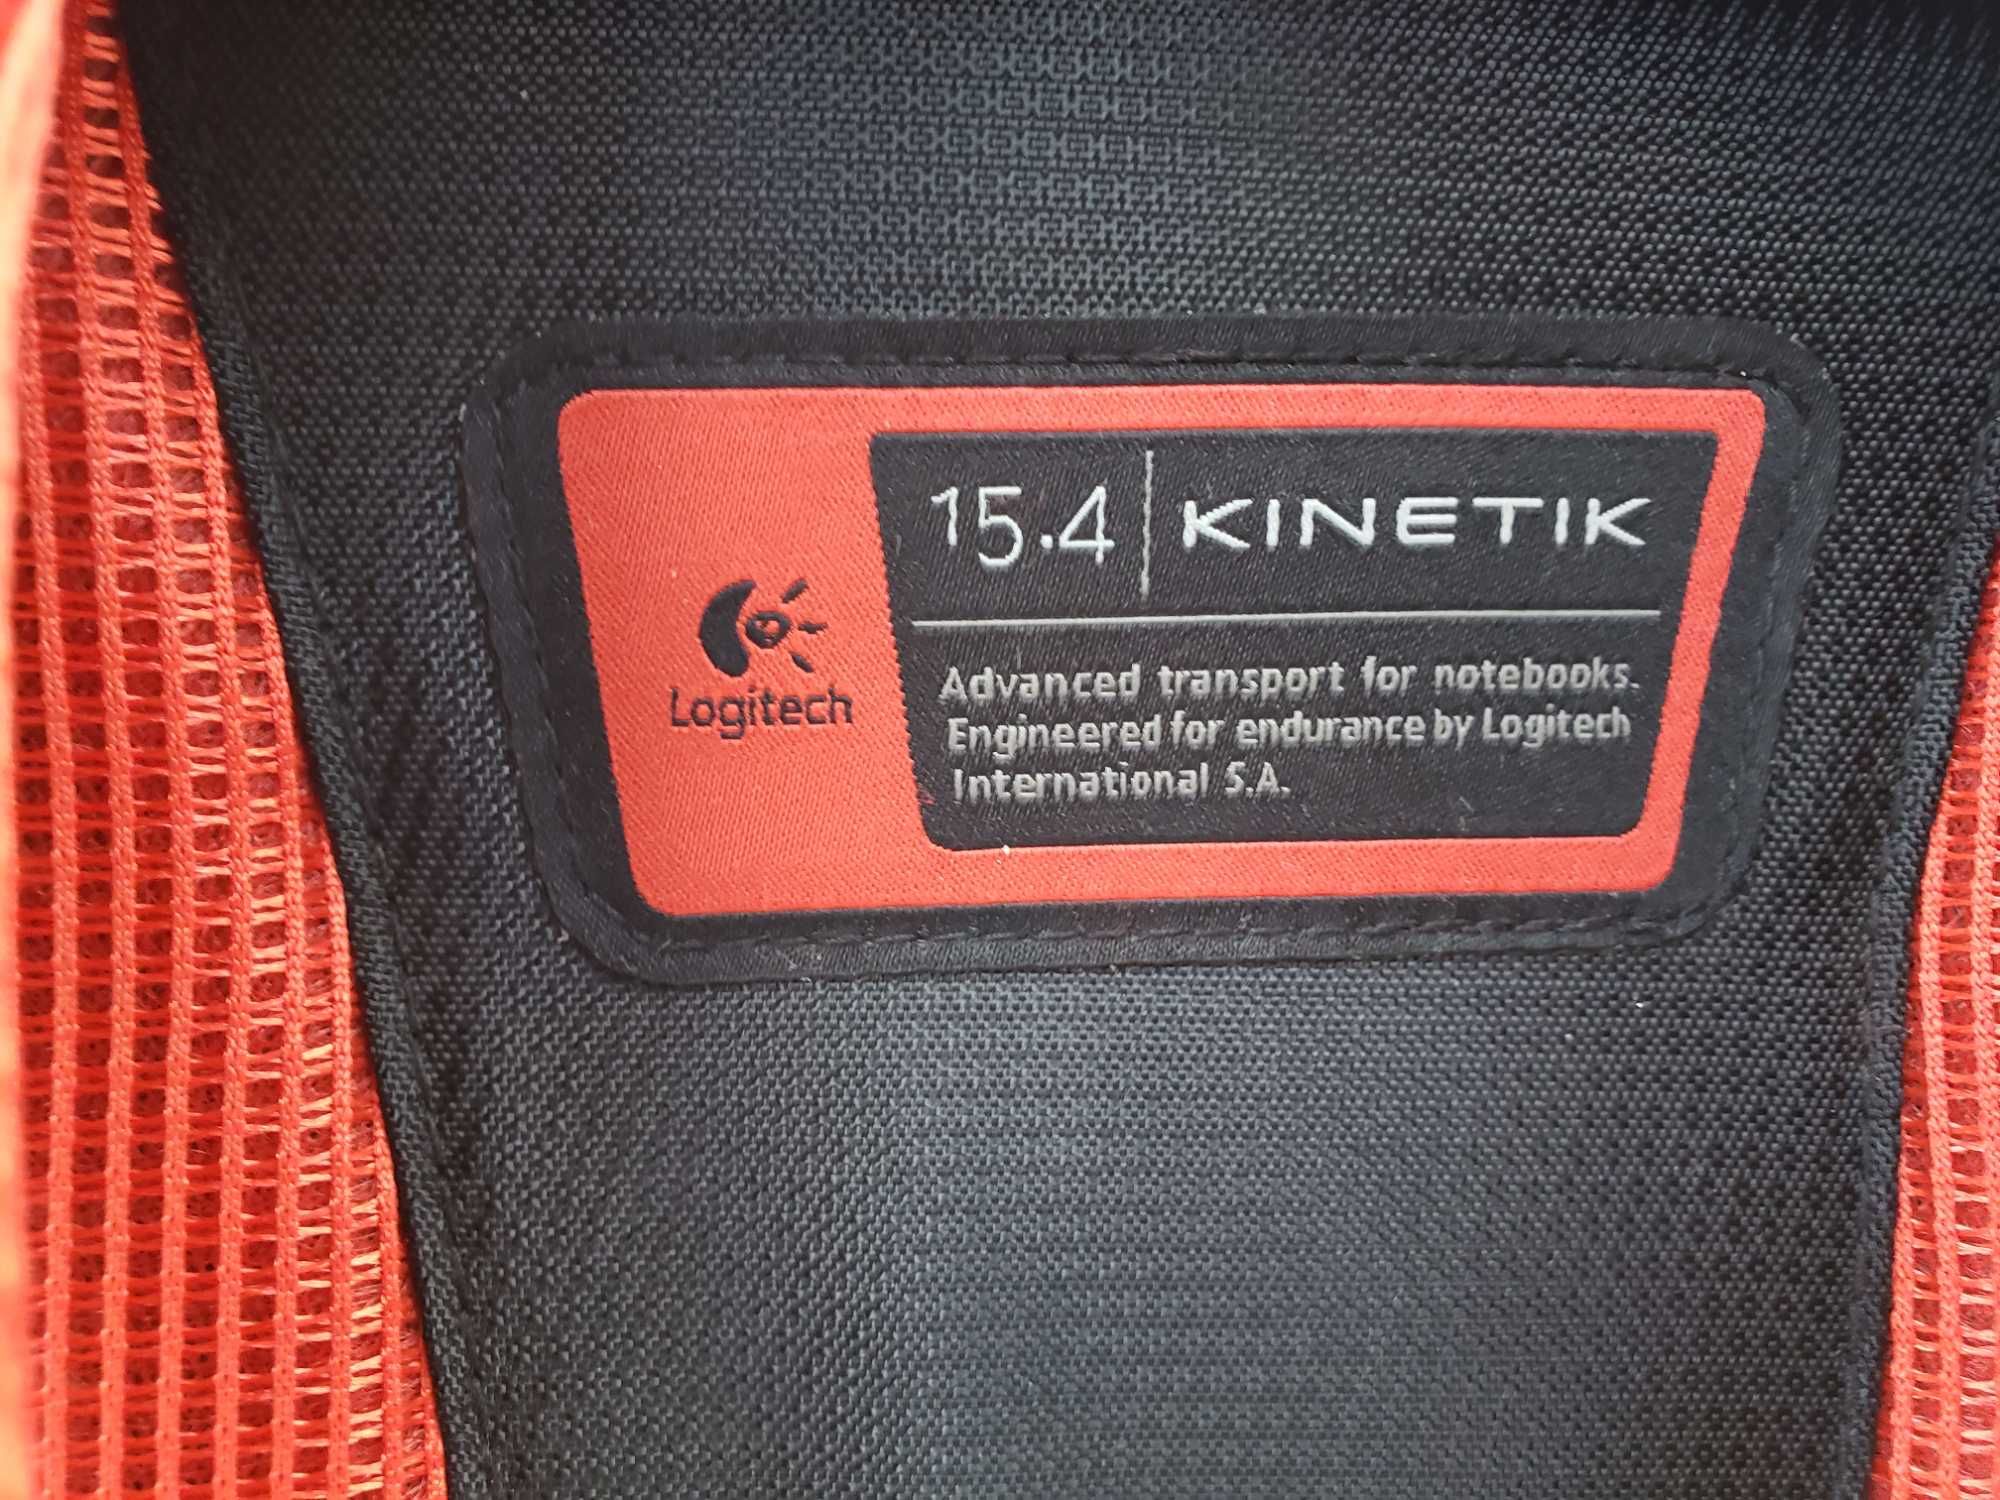 15.4 | KINETIK
Logitech
Advanced transport for notebooks.
Engineered for endurance by Logitech
International S.A.